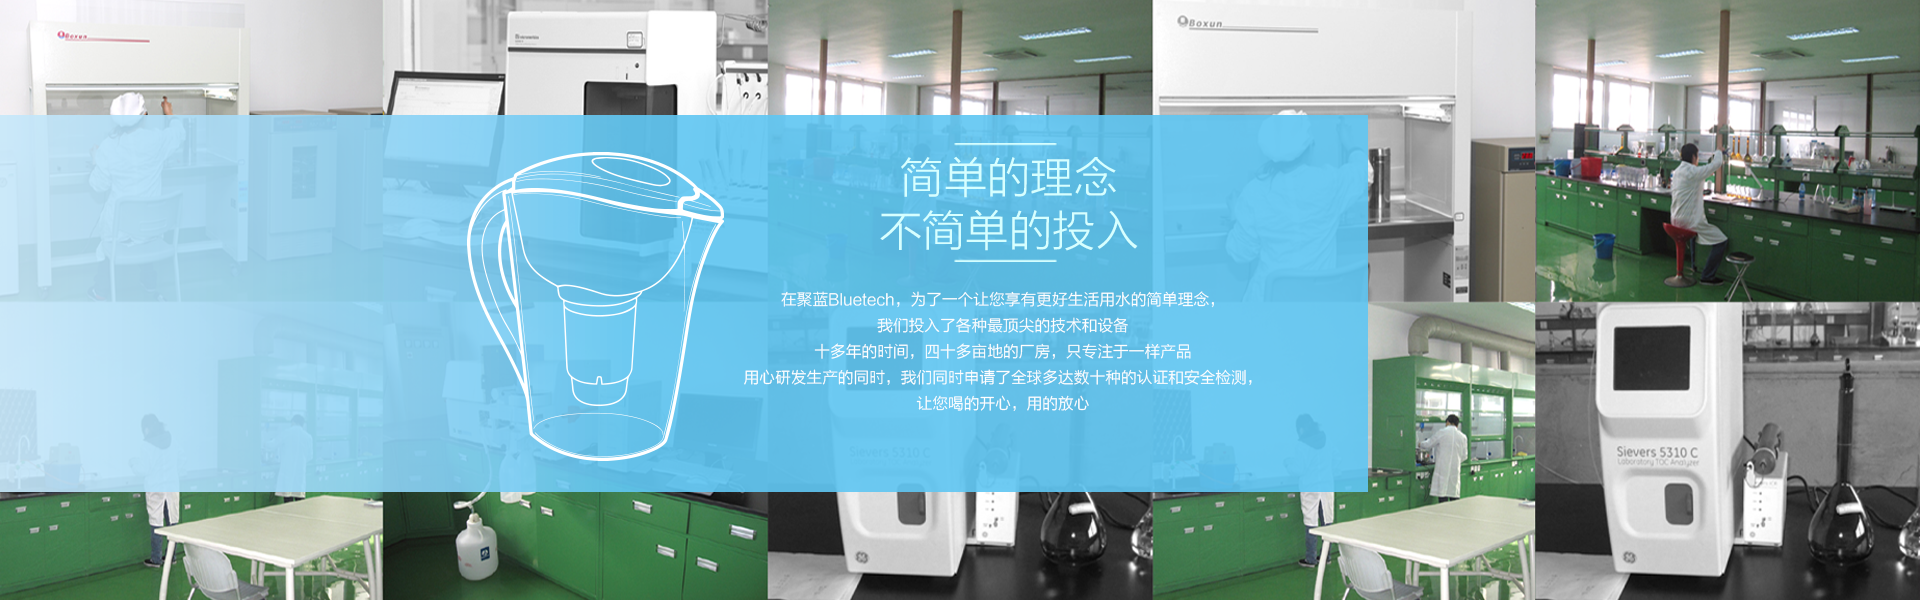 Boxun
Boxun
简单的理念
不简单的投入
在聚蓝Bluetech，为了一个让您享有更好生活用水的简单理念，
我们投入了各种最顶尖的技术和设备
十多年的时间，四十多亩地的厂房，只专注于一样产品
用心研发生产的同时，我们同时申请了全球多达数十种的认证和安全检测，
让您喝的开心，用的放心
Sievers 5310 C
Sievers 5310 C
Laboratory TOC Analyzer